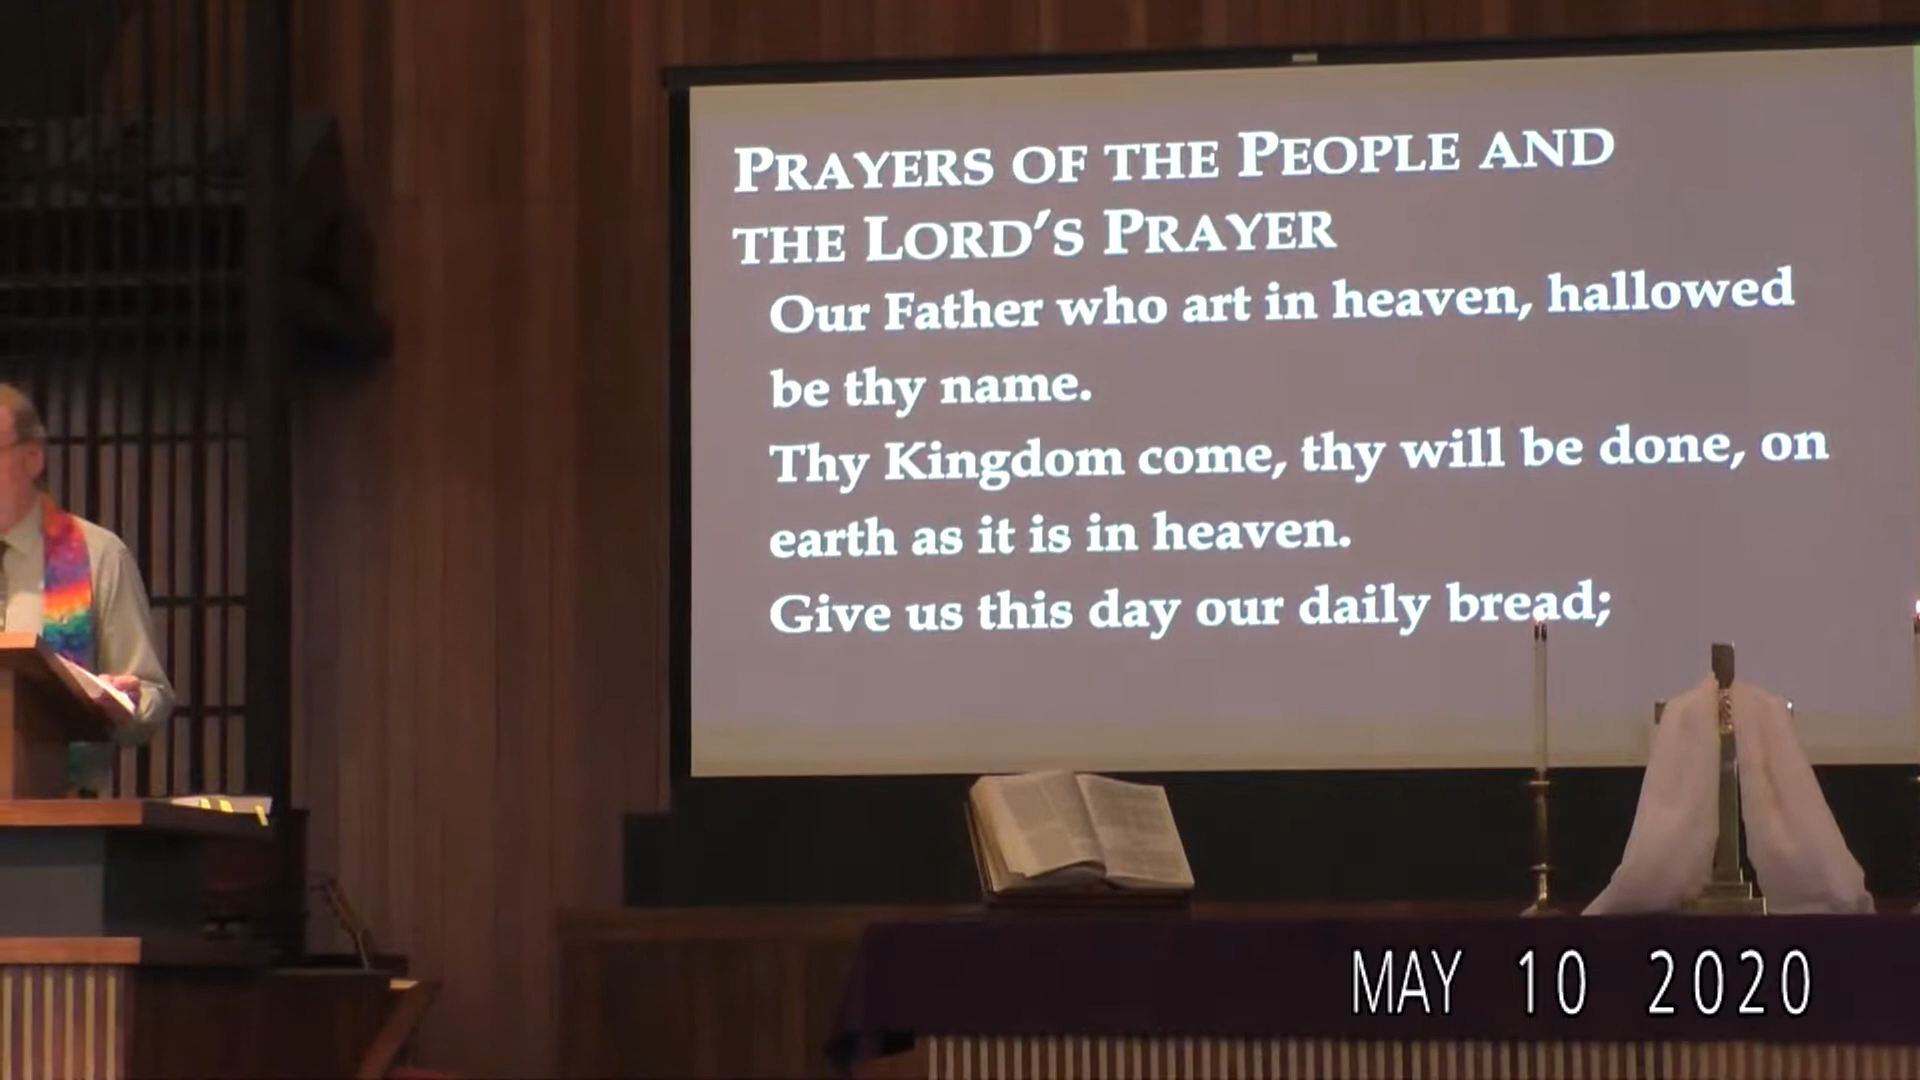 PRAYERS OF THE PEOPLE AND
THE LORD'S PRAYER
Our Father who art in heaven, hallowed
be thy name.
Thy Kingdom come, thy will be done, on
earth as it is in heaven.
Give us this day our daily bread;
MAY 10 2020